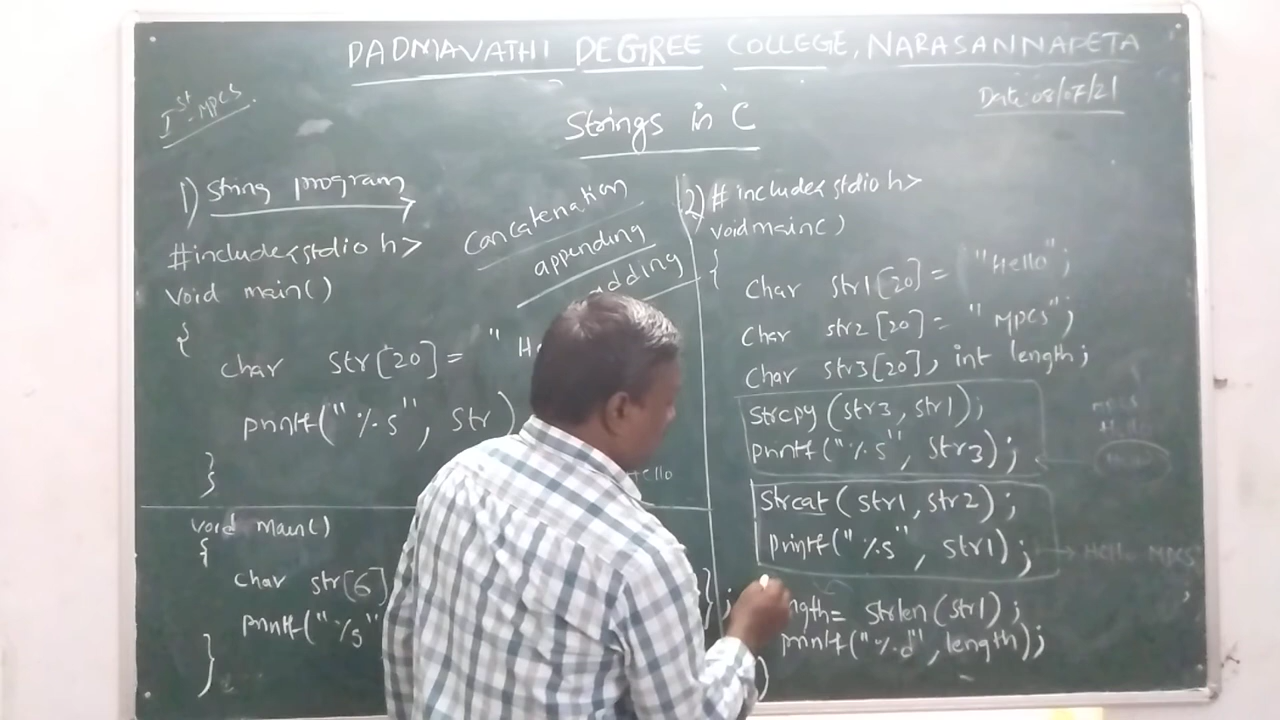 PADMAVATHI DEGREE COLLEGE, NARASANNAPETA
Ist - MPCS
Date: 08/07/21
Strings in C
1) String program
#include<stdio h>
void main()
{
char str[20] = "He
printf("%s", str)
}
Hello
void main()
{
char str[6]
printf("%s"
};
}
Concatenation
appending
adding
2) #include<stdio h>
void main()
{
char str1[20] = "Hello";
char str2[20] = "MPCS";
char str3[20], int length;
strcpy(str3, str1);
printf("%s", str3);
strcat(str1, str2);
printf("%s", str1); → Hello MPCS
ngth= strlen(str1);
printf("%d", length);
}